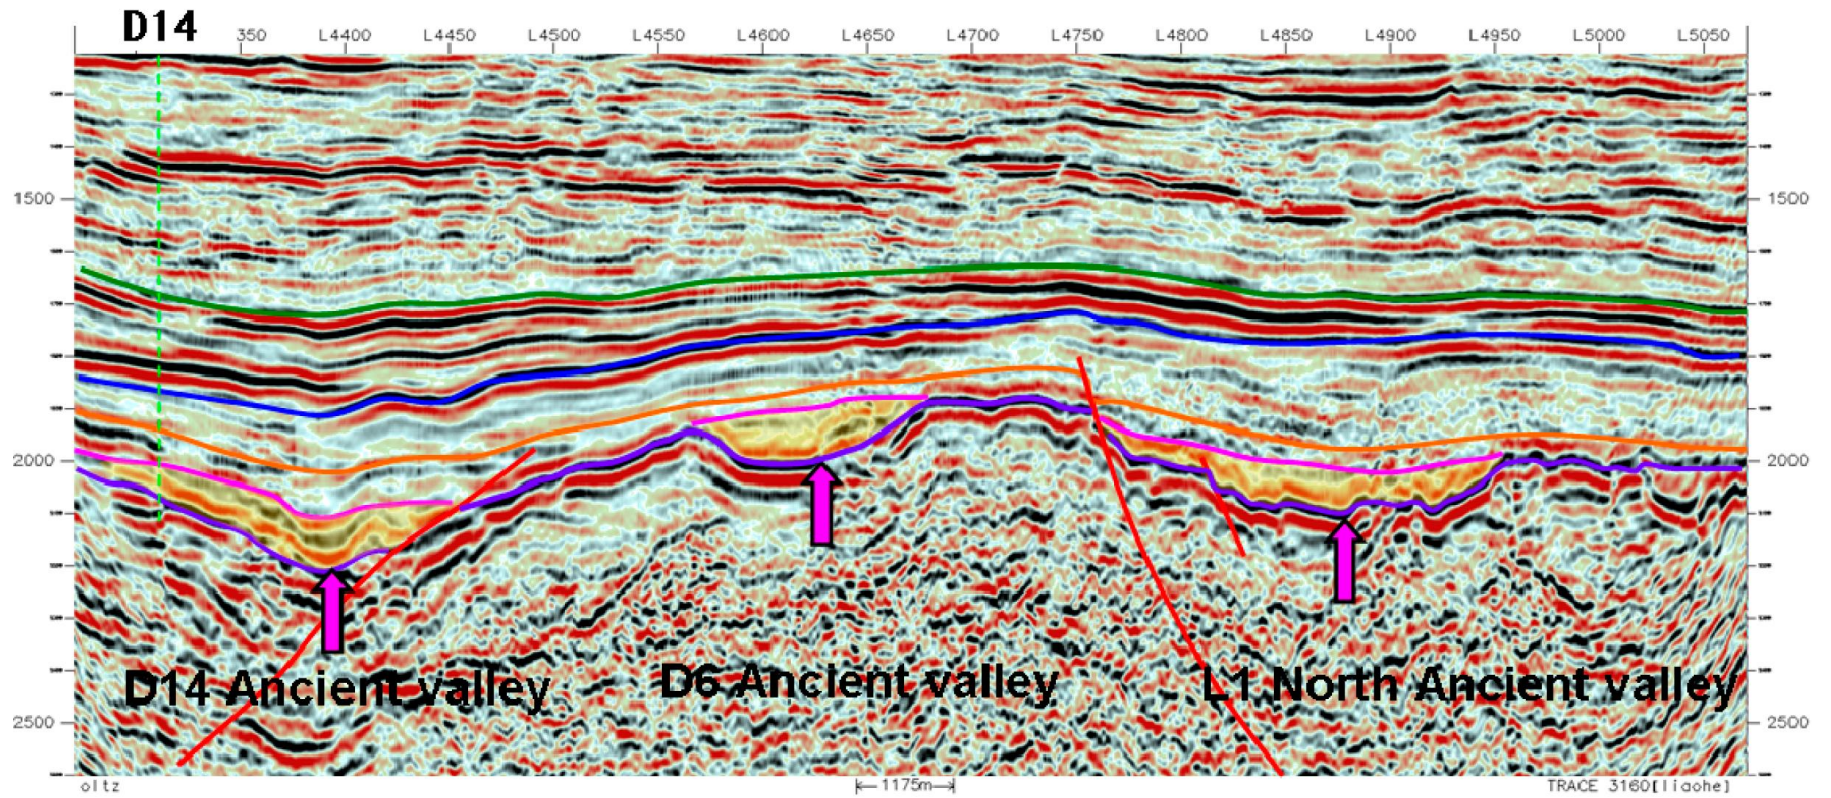 D14
350 L4400 L4450 L4500 L4550 L4600 L4650 L4700 L4750 L4800 L4850 L4900 L4950 L5000 L5050
1500 1500
2000 2000
D14 Ancient valley D6 Ancient valley L1 North Ancient valley
2500 2500
oltz 1175m TRACE 3160[liaohe]